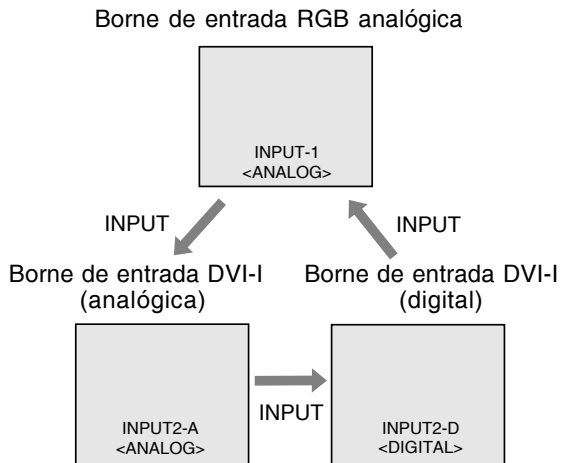 Borne de entrada RGB analógica
INPUT-1
<ANALOG>
INPUT
INPUT
Borne de entrada DVI-I
(analógica)
Borne de entrada DVI-I
(digital)
INPUT
INPUT2-A
<ANALOG>
INPUT2-D
<DIGITAL>